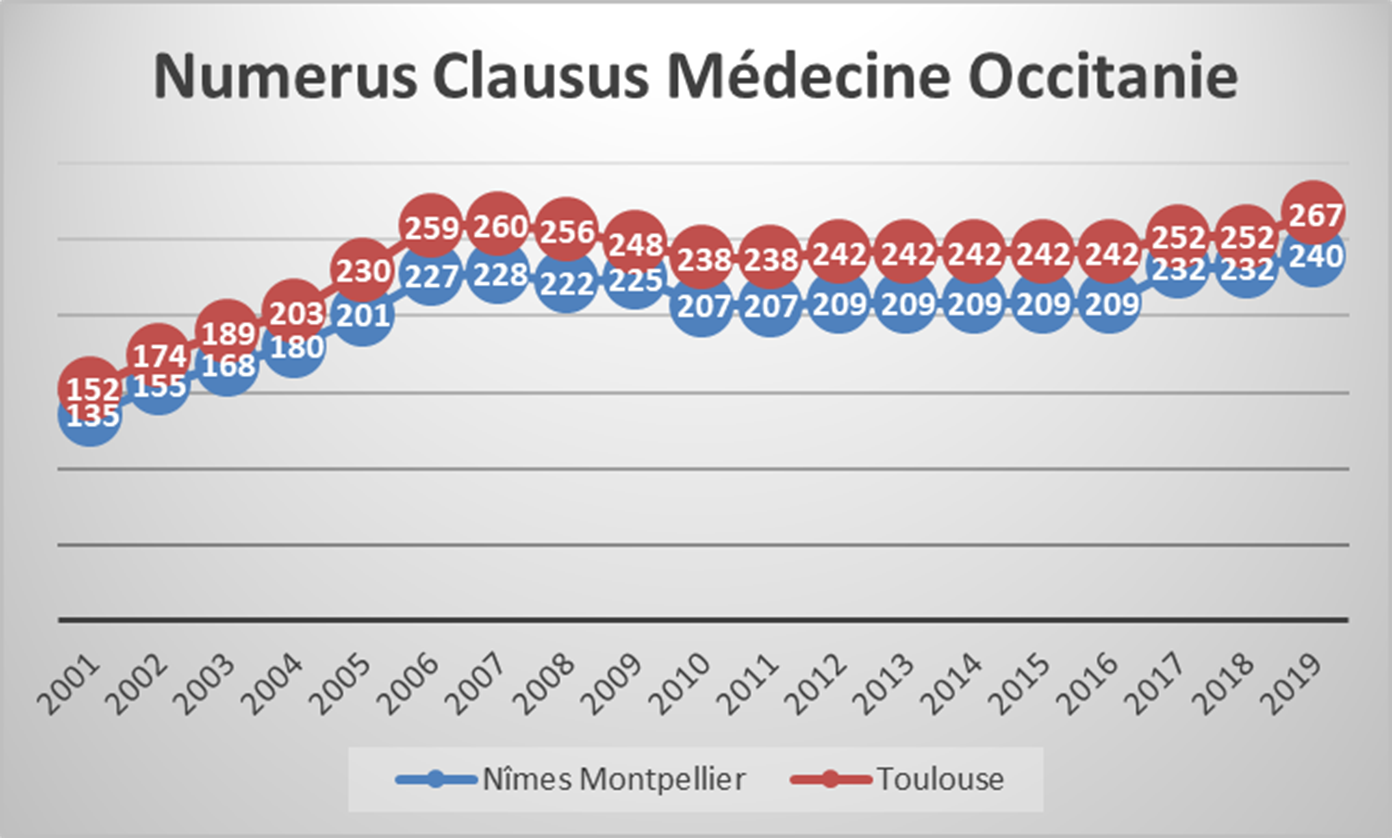 Numerus Clausus Médecine Occitanie
152 174 189 203 230 259 260 256 248 238 238 242 242 242 242 242 252 252 267
135 155 168 180 201 227 228 222 225 207 207 209 209 209 209 209 232 232 240
2001 2002 2003 2004 2005 2006 2007 2008 2009 2010 2011 2012 2013 2014 2015 2016 2017 2018 2019
Nîmes Montpellier Toulouse